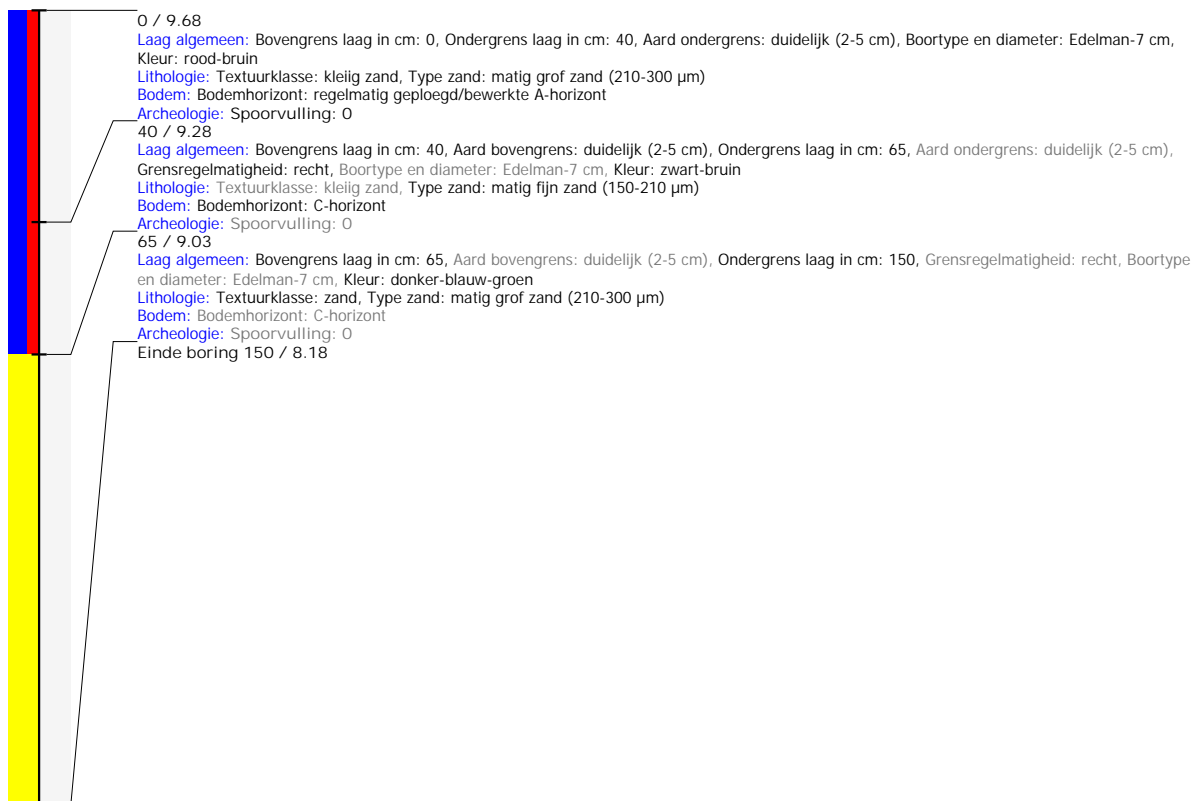 0 / 9.68
Laag algemeen: Bovengrens laag in cm: 0, Ondergrens laag in cm: 40, Aard ondergrens: duidelijk (2-5 cm), Boortype en diameter: Edelman-7 cm,
Kleur: rood-bruin
Lithologie: Textuurklasse: kleiig zand, Type zand: matig grof zand (210-300 µm)
Bodem: Bodemhorizont: regelmatig geploegd/bewerkte A-horizont
Archeologie: Spoorvulling: 0
40 / 9.28
Laag algemeen: Bovengrens laag in cm: 40, Aard bovengrens: duidelijk (2-5 cm), Ondergrens laag in cm: 65, Aard ondergrens: duidelijk (2-5 cm),
Grensregelmatigheid: recht, Boortype en diameter: Edelman-7 cm, Kleur: zwart-bruin
Lithologie: Textuurklasse: kleiig zand, Type zand: matig fijn zand (150-210 µm)
Bodem: Bodemhorizont: C-horizont
Archeologie: Spoorvulling: 0
65 / 9.03
Laag algemeen: Bovengrens laag in cm: 65, Aard bovengrens: duidelijk (2-5 cm), Ondergrens laag in cm: 150, Grensregelmatigheid: recht, Boortype
en diameter: Edelman-7 cm, Kleur: donker-blauw-groen
Lithologie: Textuurklasse: zand, Type zand: matig grof zand (210-300 µm)
Bodem: Bodemhorizont: C-horizont
Archeologie: Spoorvulling: 0
Einde boring 150 / 8.18